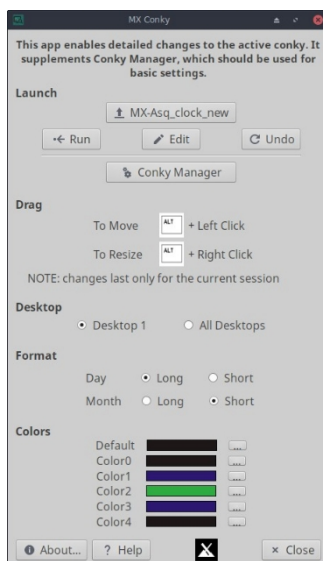 MX Conky
This app enables detailed changes to the active conky. It
supplements Conky Manager, which should be used for
basic settings.
Launch
MX-Asq_clock_new
Run Edit Undo
Conky Manager
Drag
To Move ALT + Left Click
To Resize ALT + Right Click
NOTE: changes last only for the current session
Desktop
Desktop 1 All Desktops
Format
Day Long Short
Month Long Short
Colors
Default ...
Color0 ...
Color1 ...
Color2 ...
Color3 ...
Color4 ...
About... ? Help Close